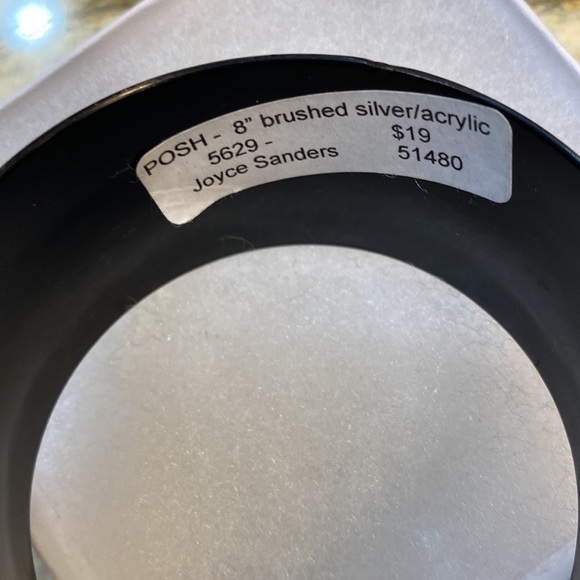 POSH - 8" brushed silver/acrylic
5629 - $19
Joyce Sanders 51480